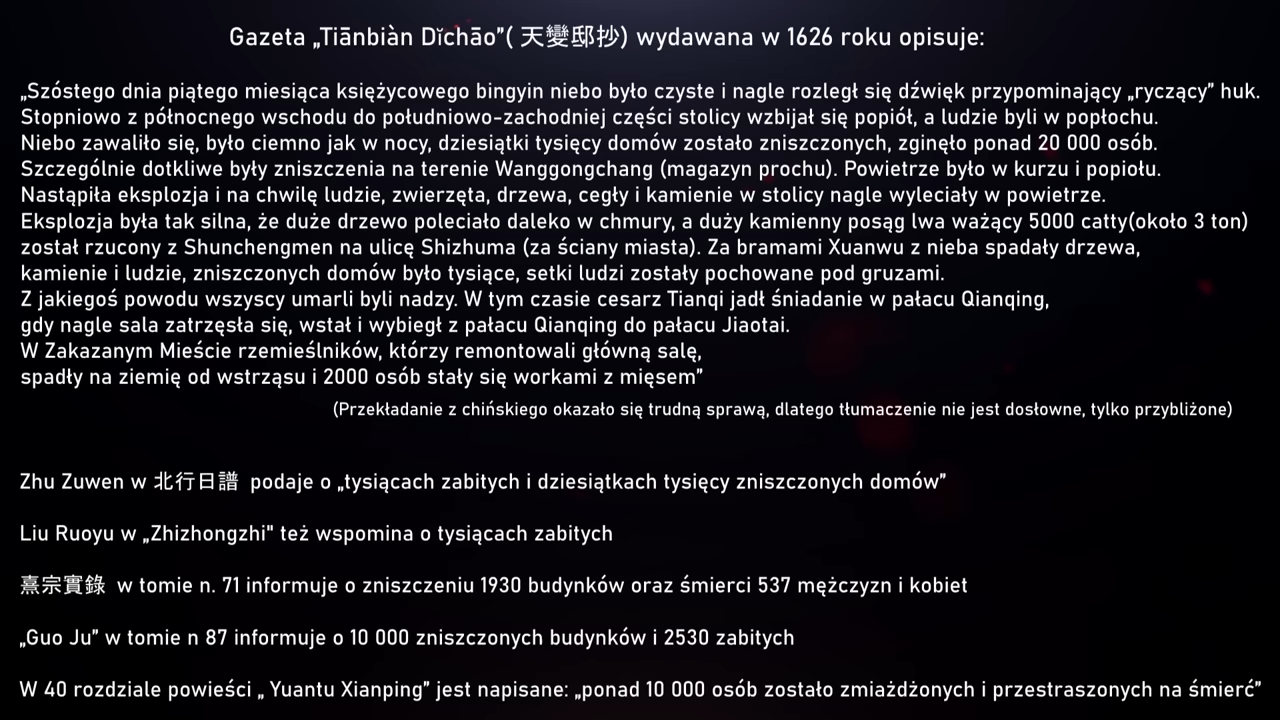 Gazeta „Tiānbiàn Dĭchāo”( 天變邸抄) wydawana w 1626 roku opisuje:
„Szóstego dnia piątego miesiąca księżycowego bingyin niebo było czyste i nagle rozległ się dźwięk przypominający „ryczący” huk.
Stopniowo z północnego wschodu do południowo-zachodniej części stolicy wzbijał się popiół, a ludzie byli w popłochu.
Niebo zawaliło się, było ciemno jak w nocy, dziesiątki tysięcy domów zostało zniszczonych, zginęło ponad 20 000 osób.
Szczególnie dotkliwe były zniszczenia na terenie Wanggongchang (magazyn prochu). Powietrze było w kurzu i popiołu.
Nastąpiła eksplozja i na chwilę ludzie, zwierzęta, drzewa, cegły i kamienie w stolicy nagle wyleciały w powietrze.
Eksplozja była tak silna, że duże drzewo poleciało daleko w chmury, a duży kamienny posąg lwa ważący 5000 catty(około 3 ton)
został rzucony z Shunchengmen na ulicę Shizhuma (za ściany miasta). Za bramami Xuanwu z nieba spadały drzewa,
kamienie i ludzie, zniszczonych domów było tysiące, setki ludzi zostały pochowane pod gruzami.
Z jakiegoś powodu wszyscy umarli byli nadzy. W tym czasie cesarz Tianqi jadł śniadanie w pałacu Qianqing,
gdy nagle sala zatrzęsła się, wstał i wybiegł z pałacu Qianqing do pałacu Jiaotai.
W Zakazanym Mieście rzemieślników, którzy remontowali główną salę,
spadły na ziemię od wstrząsu i 2000 osób stały się workami z mięsem”
(Przekładanie z chińskiego okazało się trudną sprawą, dlatego tłumaczenie nie jest dosłowne, tylko przybliżone)
Zhu Zuwen w 北行日譜 podaje o „tysiącach zabitych i dziesiątkach tysięcy zniszczonych domów”
Liu Ruoyu w „Zhizhongzhi" też wspomina o tysiącach zabitych
熹宗實錄 w tomie n. 71 informuje o zniszczeniu 1930 budynków oraz śmierci 537 mężczyzn i kobiet
„Guo Ju” w tomie n 87 informuje o 10 000 zniszczonych budynków i 2530 zabitych
W 40 rozdziale powieści „ Yuantu Xianping” jest napisane: „ponad 10 000 osób zostało zmiażdżonych i przestraszonych na śmierć”